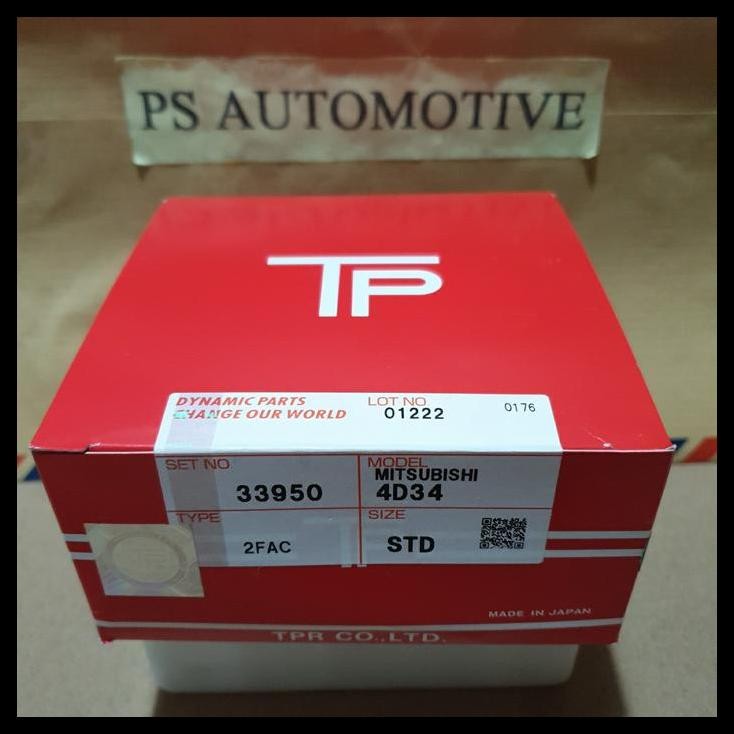 PS AUTOMOTIVE
TP
DYNAMIC PARTS
CHANGE OUR WORLD
LOT NO
01222
0176
SET NO
33950
MODEL
MITSUBISHI
4D34
TYPE
2FAC
SIZE
STD
MADE IN JAPAN
TPR CO.,LTD.